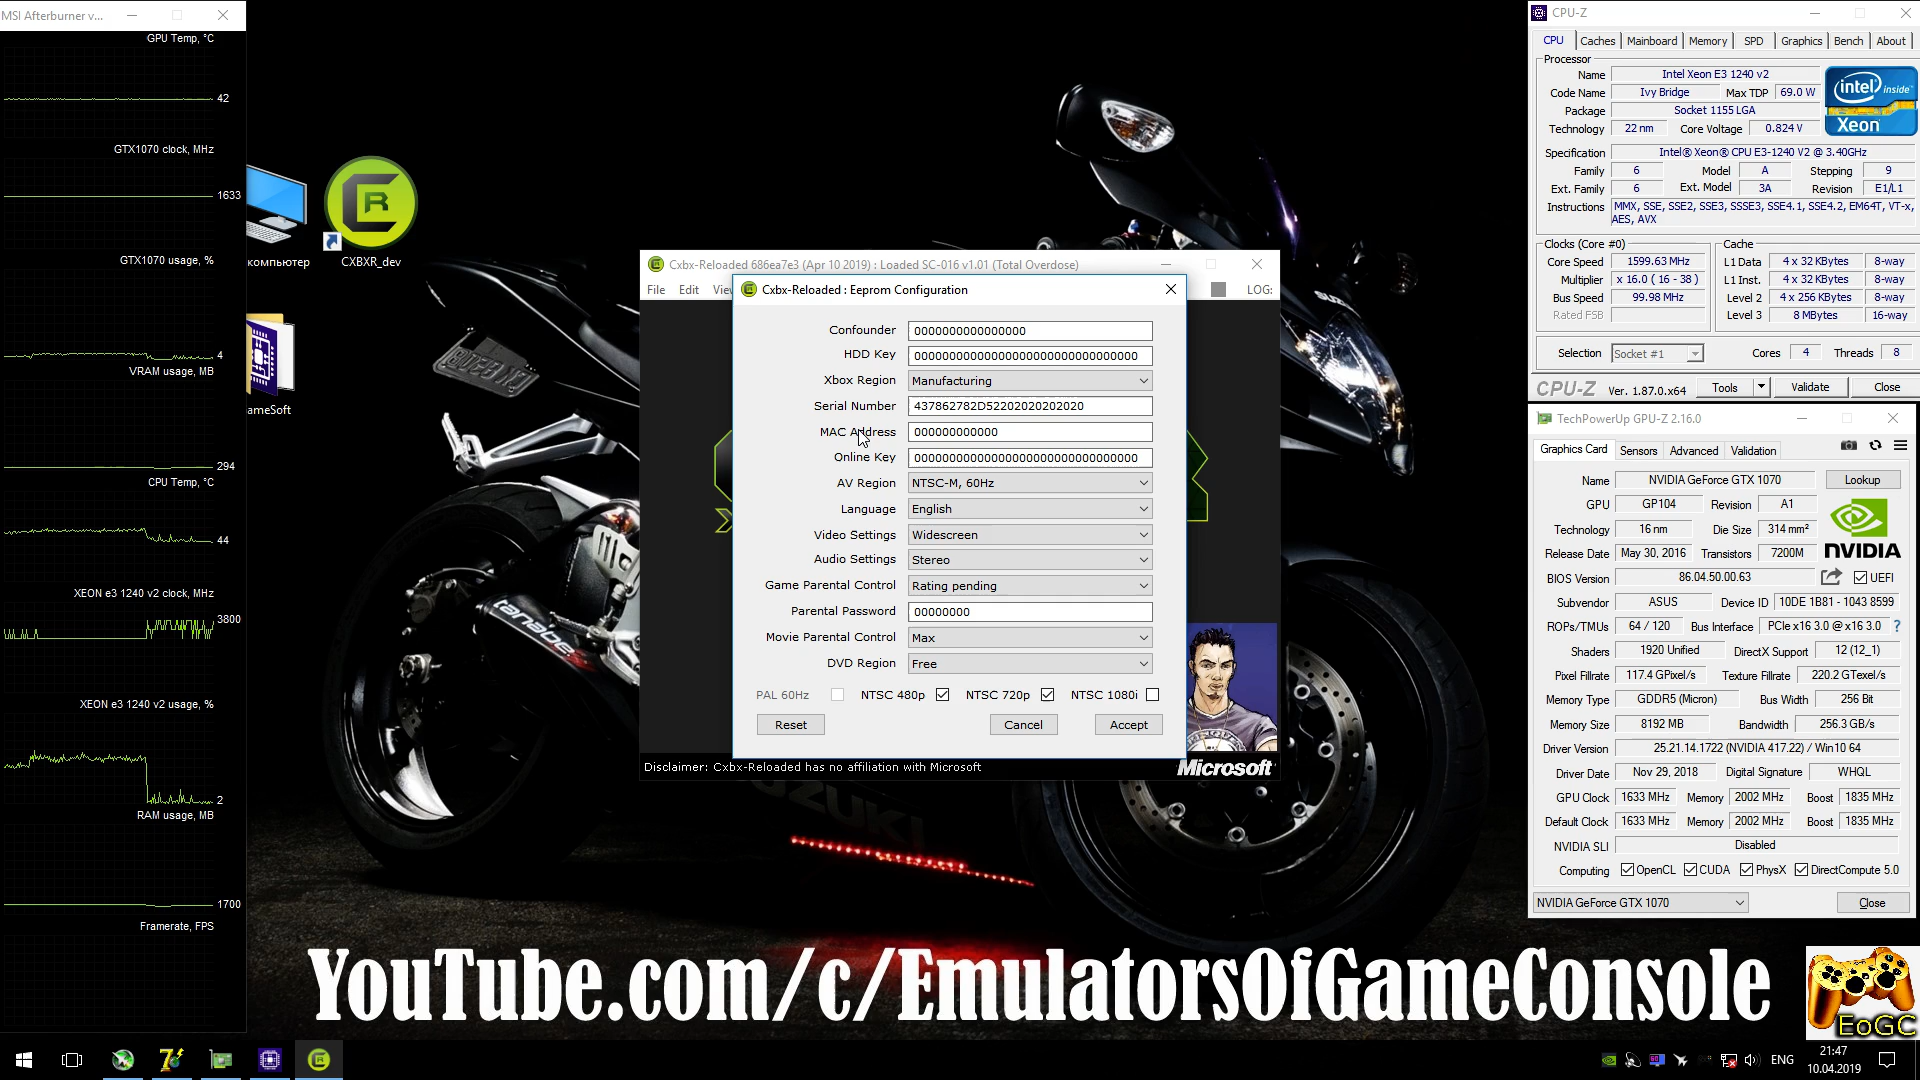 MSI Afterburner v...
GPU Temp, °C
42
GTX1070 clock, MHz
1633
GTX1070 usage, %
4
VRAM usage, MB
294
CPU Temp, °C
44
XEON e3 1240 v2 clock, MHz
3800
XEON e3 1240 v2 usage, %
2
RAM usage, MB
1700
Framerate, FPS
компьютер
CXBXR_dev
ameSoft
Cxbx-Reloaded 686ea7e3 (Apr 10 2019) : Loaded SC-016 v1.01 (Total Overdose)
File Edit Viev LOG:
Cxbx-Reloaded : Eeprom Configuration
Confounder 0000000000000000
HDD Key 00000000000000000000000000000000
Xbox Region Manufacturing
Serial Number 437862782D52202020202020
MAC Address 000000000000
Online Key 00000000000000000000000000000000
AV Region NTSC-M, 60Hz
Language English
Video Settings Widescreen
Audio Settings Stereo
Game Parental Control Rating pending
Parental Password 00000000
Movie Parental Control Max
DVD Region Free
PAL 60Hz NTSC 480p NTSC 720p NTSC 1080i
Reset Cancel Accept
Disclaimer: Cxbx-Reloaded has no affiliation with Microsoft
Microsoft
SUZUKI
CPU-Z
CPU Caches Mainboard Memory SPD Graphics Bench About
Processor
Name Intel Xeon E3 1240 v2
Code Name Ivy Bridge Max TDP 69.0 W
Package Socket 1155 LGA
Technology 22 nm Core Voltage 0.824 V
intel inside™
Xeon
Specification Intel® Xeon® CPU E3-1240 V2 @ 3.40GHz
Family 6 Model A Stepping 9
Ext. Family 6 Ext. Model 3A Revision E1/L1
Instructions MMX, SSE, SSE2, SSE3, SSSE3, SSE4.1, SSE4.2, EM64T, VT-x,
AES, AVX
Clocks (Core #0) Cache
Core Speed 1599.63 MHz L1 Data 4 x 32 KBytes 8-way
Multiplier x 16.0 ( 16 - 38 ) L1 Inst. 4 x 32 KBytes 8-way
Bus Speed 99.98 MHz Level 2 4 x 256 KBytes 8-way
Rated FSB Level 3 8 MBytes 16-way
Selection Socket #1 Cores 4 Threads 8
CPU-Z Ver. 1.87.0.x64 Tools Validate Close
TechPowerUp GPU-Z 2.16.0
Graphics Card Sensors Advanced Validation
Name NVIDIA GeForce GTX 1070 Lookup
GPU GP104 Revision A1
Technology 16 nm Die Size 314 mm²
Release Date May 30, 2016 Transistors 7200M
NVIDIA
BIOS Version 86.04.50.00.63 UEFI
Subvendor ASUS Device ID 10DE 1B81 - 1043 8599
ROPs/TMUs 64 / 120 Bus Interface PCIe x16 3.0 @ x16 3.0 ?
Shaders 1920 Unified DirectX Support 12 (12_1)
Pixel Fillrate 117.4 GPixel/s Texture Fillrate 220.2 GTexel/s
Memory Type GDDR5 (Micron) Bus Width 256 Bit
Memory Size 8192 MB Bandwidth 256.3 GB/s
Driver Version 25.21.14.1722 (NVIDIA 417.22) / Win10 64
Driver Date Nov 29, 2018 Digital Signature WHQL
GPU Clock 1633 MHz Memory 2002 MHz Boost 1835 MHz
Default Clock 1633 MHz Memory 2002 MHz Boost 1835 MHz
NVIDIA SLI Disabled
Computing OpenCL CUDA PhysX DirectCompute 5.0
NVIDIA GeForce GTX 1070 Close
YouTube.com/c/EmulatorsOfGameConsole
EoGC
ENG
21:47
10.04.2019